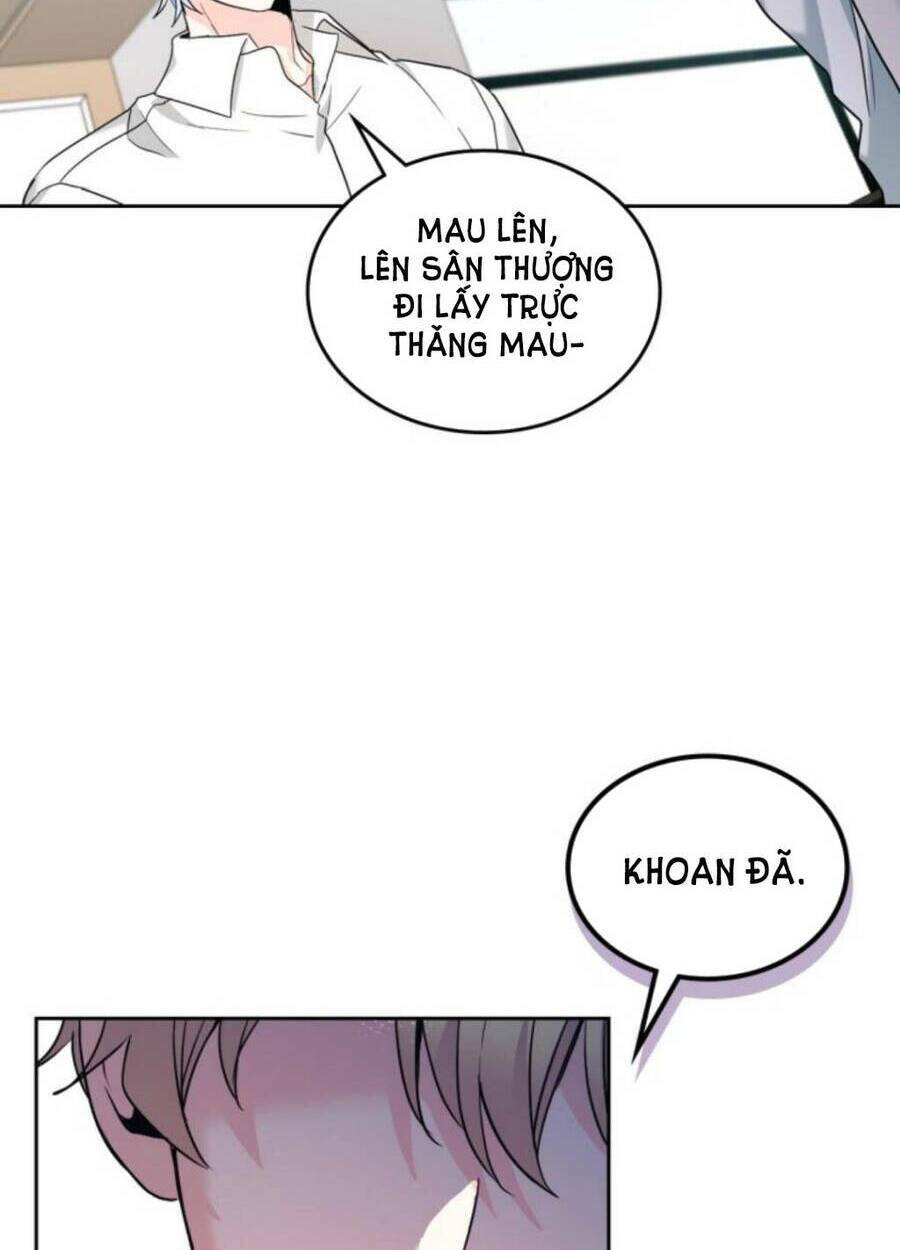 MAU LÊN,
LÊN SÂN THƯỢNG
ĐI LẤY TRỰC
THĂNG MAU-
KHOAN ĐÃ.